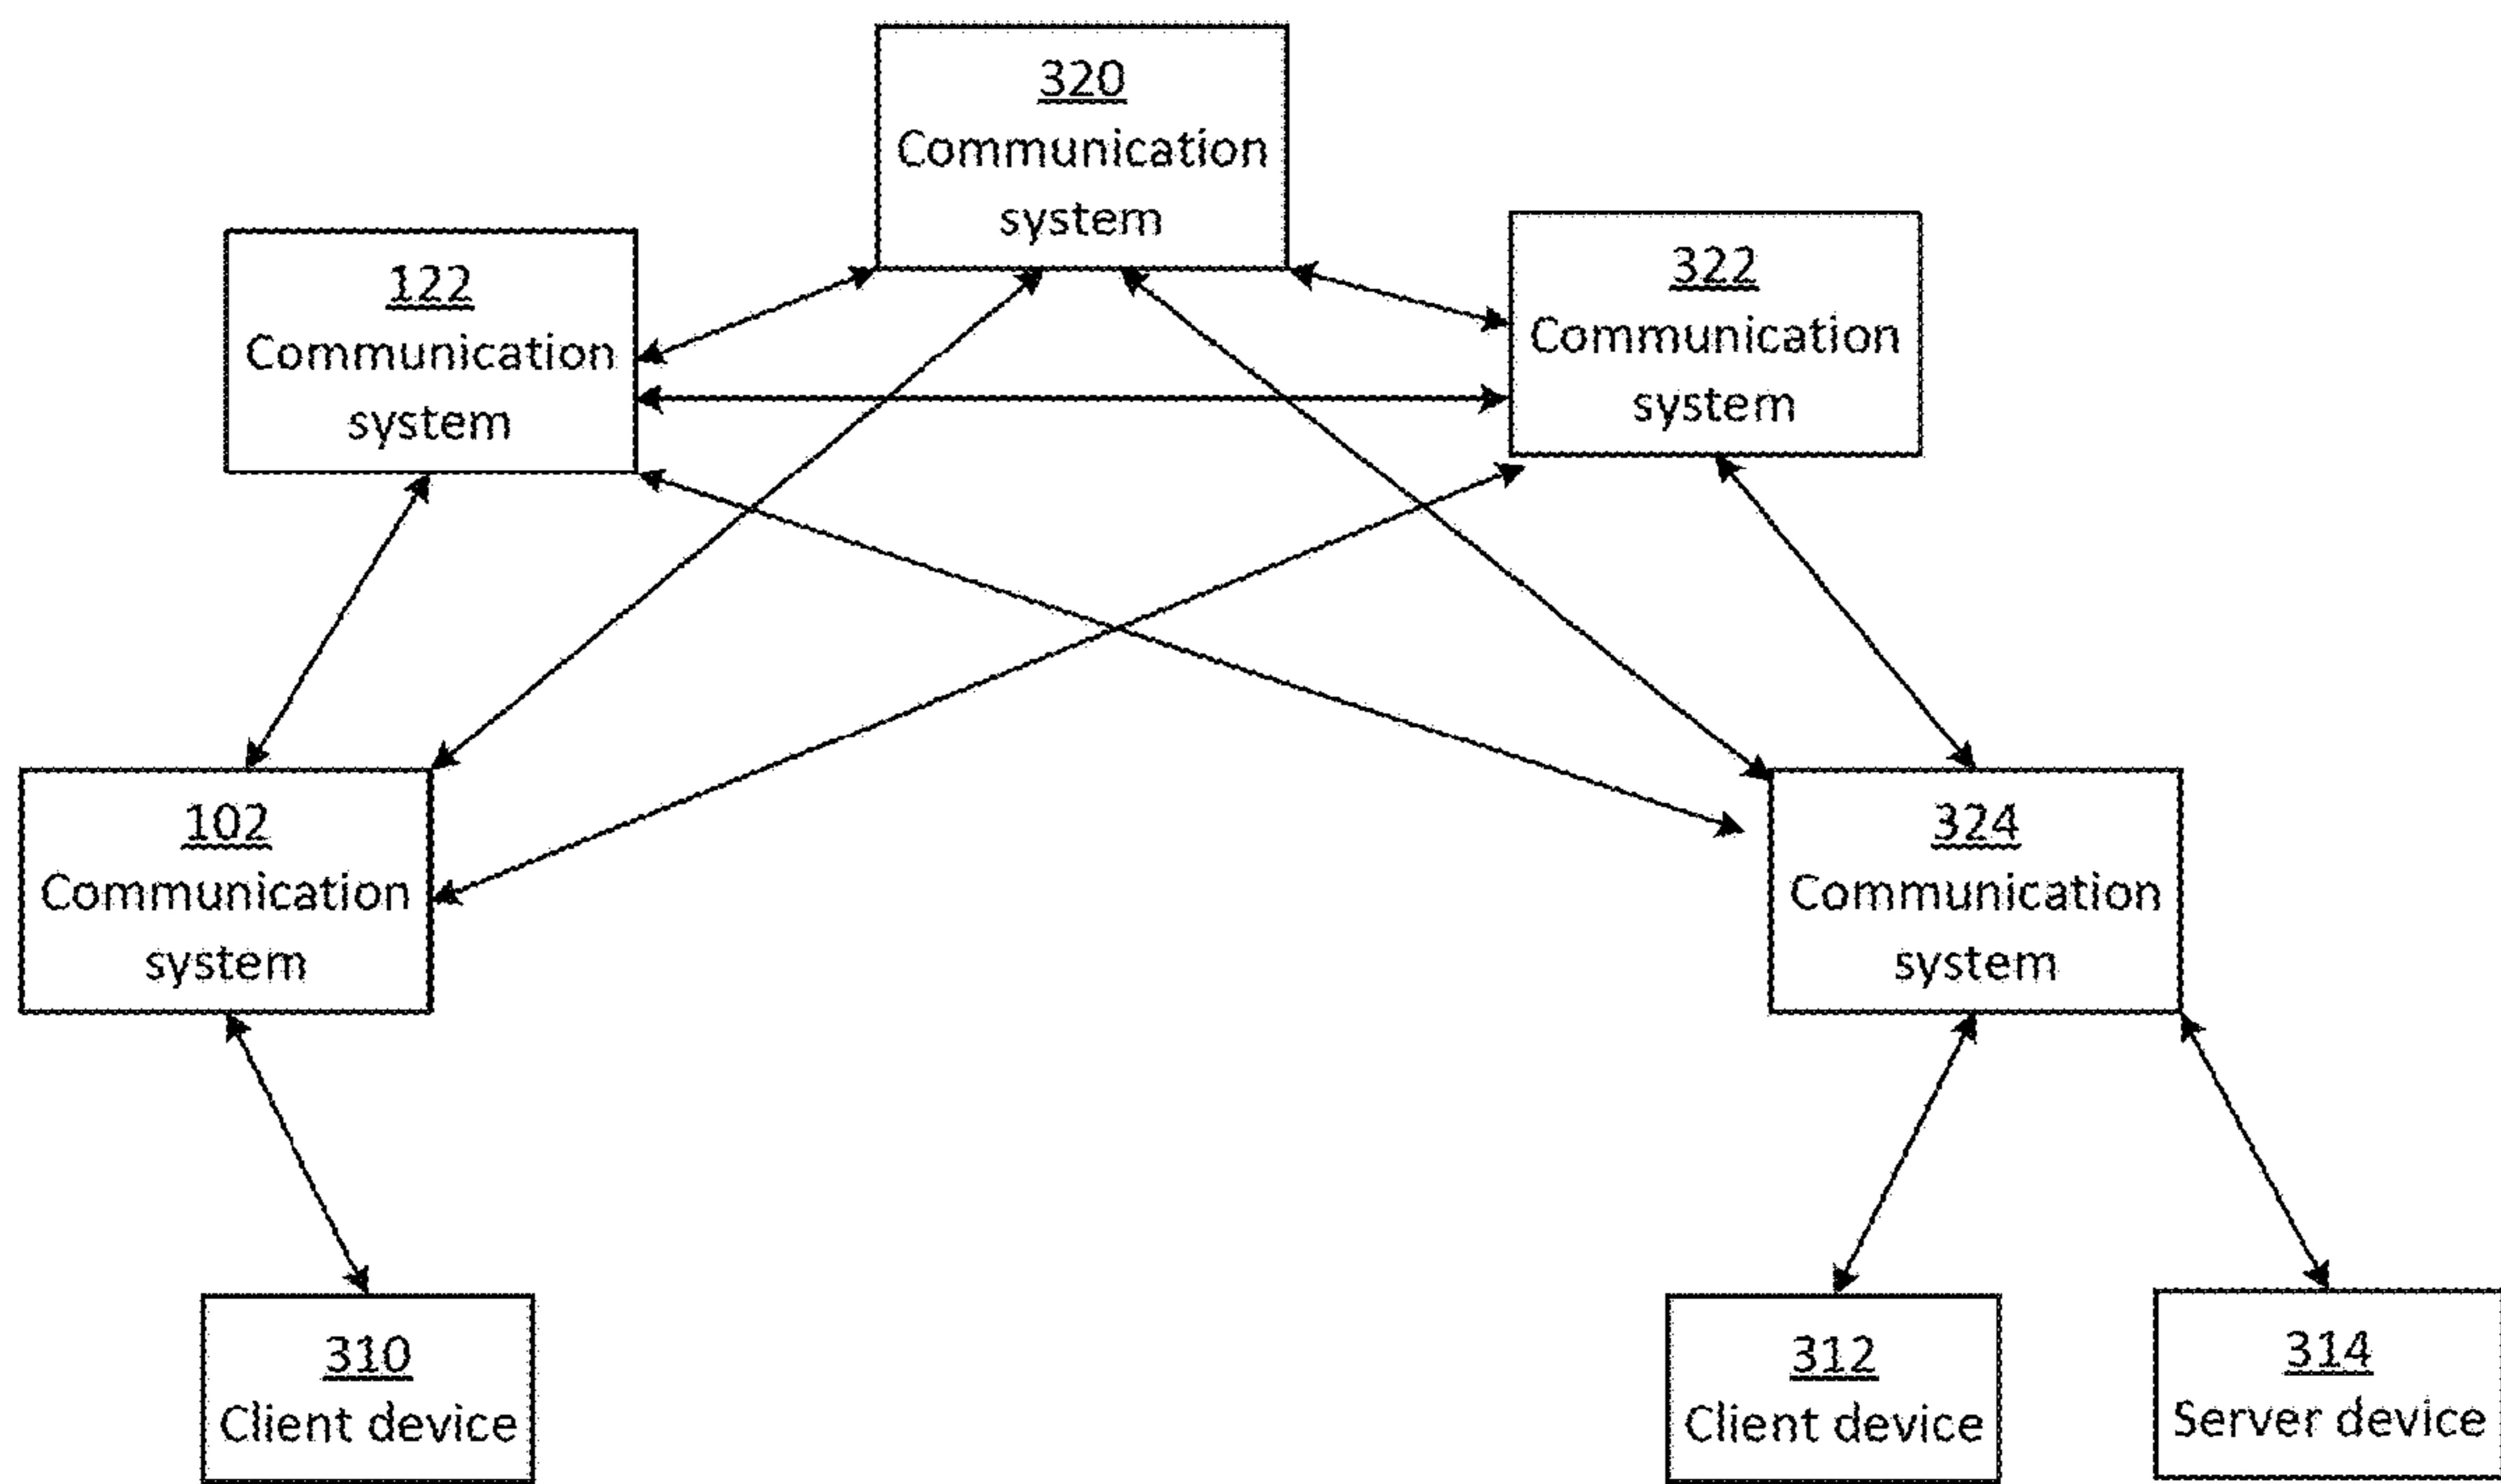 320
Communication
system
122
Communication
system
322
Communication
system
102
Communication
system
324
Communication
system
310
Client device
312
Client device
314
Server device